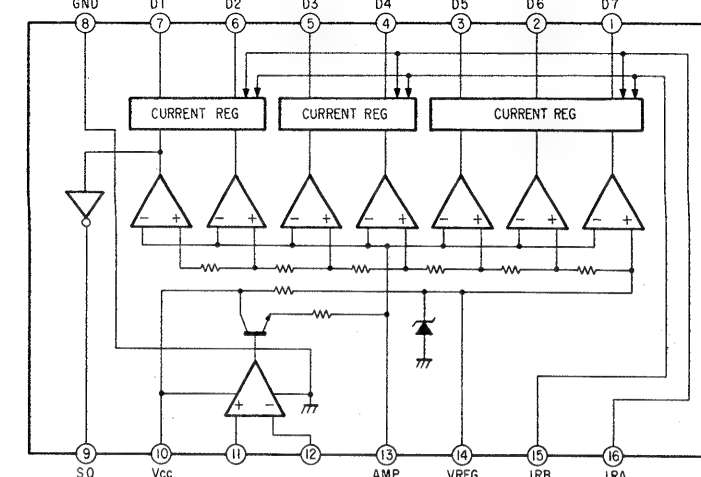 GND D1 D2 D3 D4 D5 D6 D7
8 7 6 5 4 3 2 1
CURRENT REG CURRENT REG CURRENT REG
- + - + - + - + - + - + - +
+ -
9 10 11 12 13 14 15 16
SO Vcc AMP VREG IRB IRA